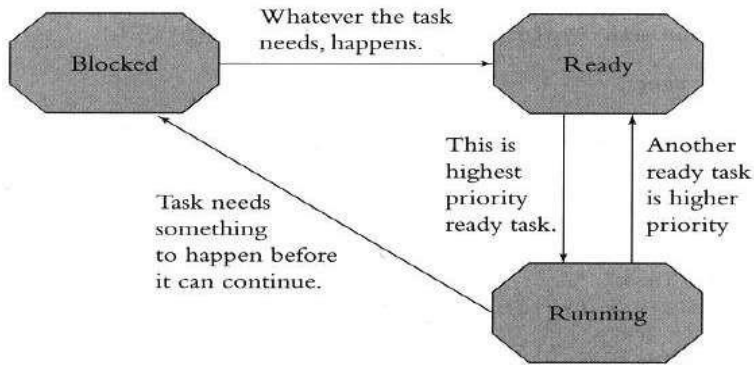 Whatever the task
needs, happens.
Blocked
Ready
This is
highest
priority
ready task.
Another
ready task
is higher
priority
Task needs
something
to happen before
it can continue.
Running